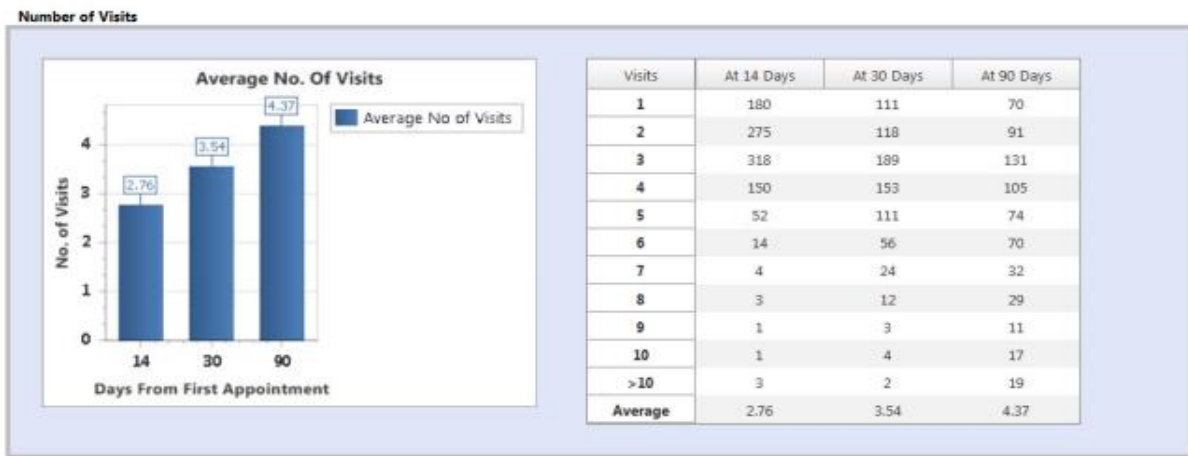 Number of Visits
Average No. Of Visits
Average No of Visits
No. of Visits
4
3
2
1
0
2.76
3.54
4.37
14 30 90
Days From First Appointment
Visits At 14 Days At 30 Days At 90 Days
1 180 111 70
2 275 118 91
3 318 189 131
4 150 153 105
5 52 111 74
6 14 56 70
7 4 24 32
8 3 12 29
9 1 3 11
10 1 4 17
>10 3 2 19
Average 2.76 3.54 4.37